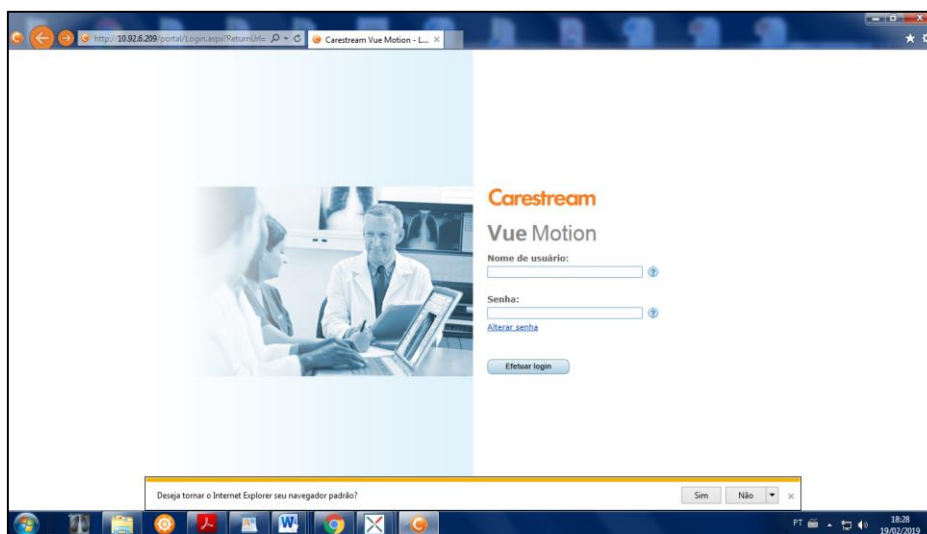 http://10.92.6.209/portal/Login.aspx?ReturnUrl=
Carestream Vue Motion - L...
Carestream
Vue Motion
Nome de usuário:
Senha:
Alterar senha
Efetuar login
Deseja tornar o Internet Explorer seu navegador padrão?
Sim
Não
PT
18:28
19/02/2019